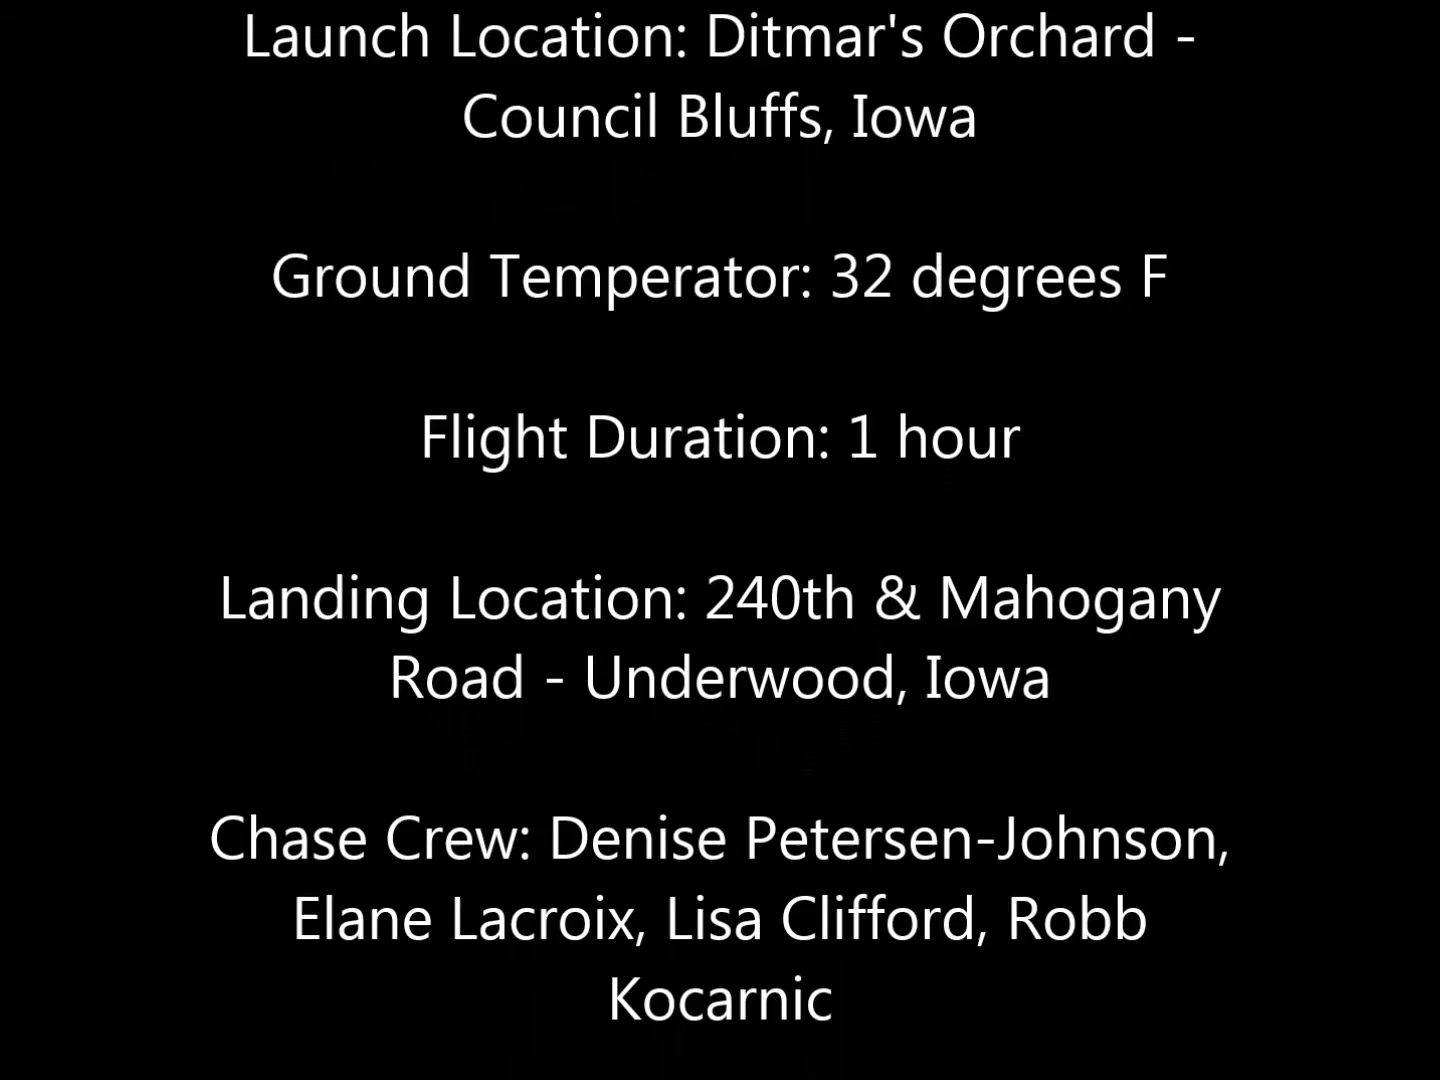 Launch Location: Ditmar's Orchard -
Council Bluffs, Iowa
Ground Temperator: 32 degrees F
Flight Duration: 1 hour
Landing Location: 240th & Mahogany
Road - Underwood, Iowa
Chase Crew: Denise Petersen-Johnson,
Elane Lacroix, Lisa Clifford, Robb
Kocarnic